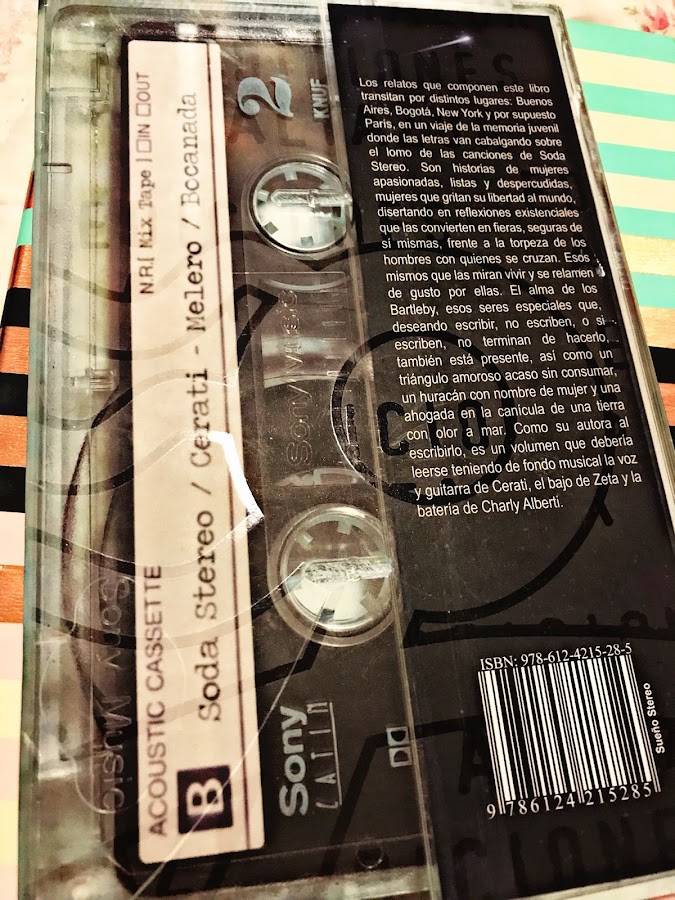 ACOUSTIC CASSETTE
N.R.[ Mix Tape ] □IN □OUT
B
Soda Stereo / Cerati - Melero / Bocanada
2
KNUF
Sony
LATIN
Sony Music
Sony Music
Los relatos que componen este libro
transitan por distintos lugares: Buenos
Aires, Bogotá, New York y por supuesto
París, en un viaje de la memoria juvenil
donde las letras van cabalgando sobre
el lomo de las canciones de Soda
Stereo. Son historias de mujeres
apasionadas, listas y despercudidas,
mujeres que gritan su libertad al mundo,
disertando en reflexiones existenciales
que las convierten en fieras, seguras de
sí mismas, frente a la torpeza de los
hombres con quienes se cruzan. Esos
mismos que las miran vivir y se relamen
de gusto por ellas. El alma de los
Bartleby, esos seres especiales que,
deseando escribir, no escriben, o si
escriben, no terminan de hacerlo,
también está presente, así como un
triángulo amoroso acaso sin consumar,
un huracán con nombre de mujer y una
ahogada en la canícula de una tierra
con olor a mar. Como su autora al
escribirlo, es un volumen que debería
leerse teniendo de fondo musical la voz
y guitarra de Cerati, el bajo de Zeta y la
batería de Charly Alberti.
ISBN: 978-612-4215-28-5
9 786124 215285
Sueño Stereo